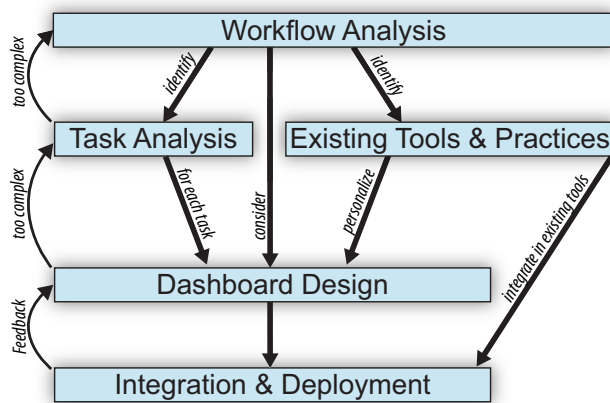 Workflow Analysis
too complex
identify
identify
Task Analysis
Existing Tools & Practices
too complex
for each task
consider
personalize
integrate in existing tools
Dashboard Design
Feedback
Integration & Deployment